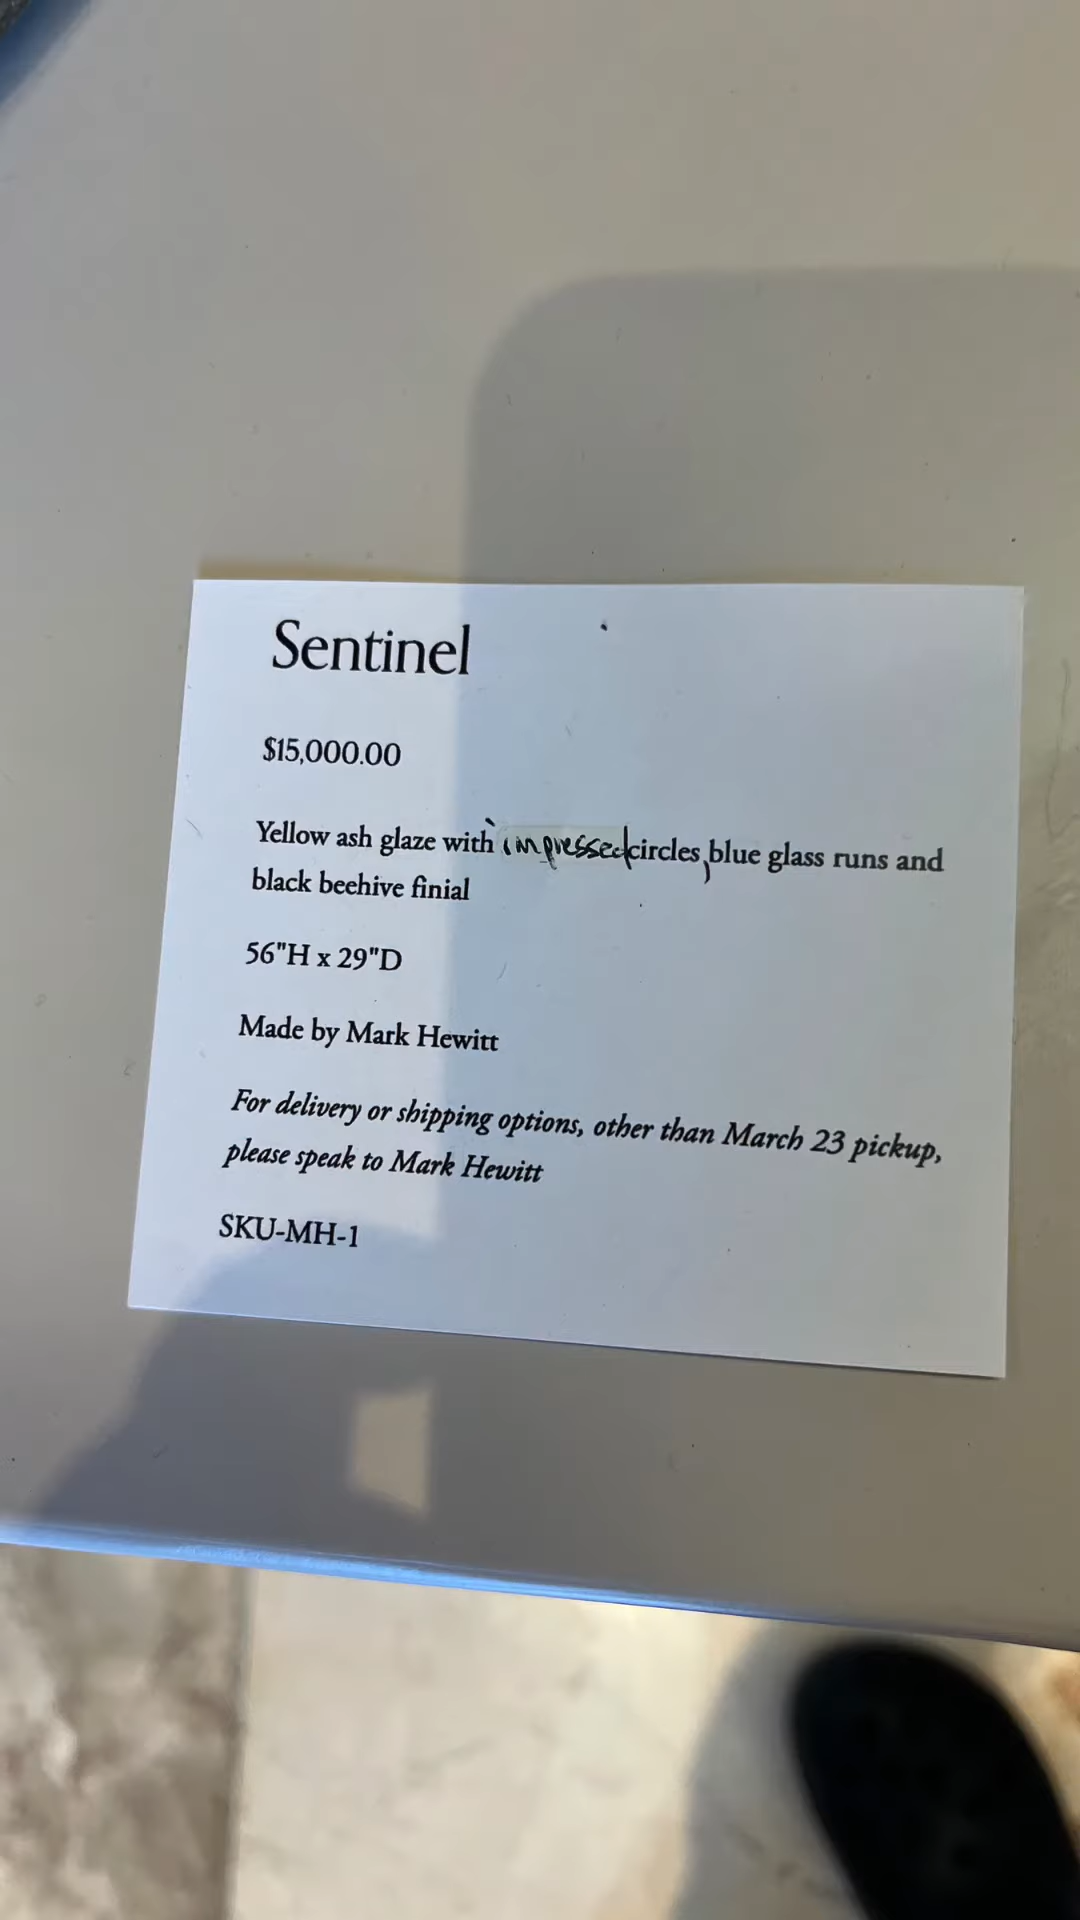 Sentinel
$15,000.00
Yellow ash glaze with impressed circles, blue glass runs and
black beehive finial
56"H x 29"D
Made by Mark Hewitt
For delivery or shipping options, other than March 23 pickup,
please speak to Mark Hewitt
SKU-MH-1